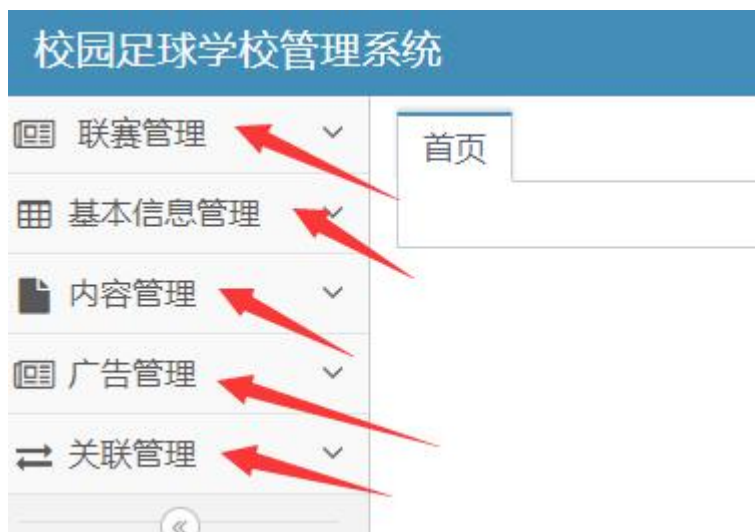 校园足球学校管理系统
联赛管理
首页
基本信息管理
内容管理
广告管理
关联管理